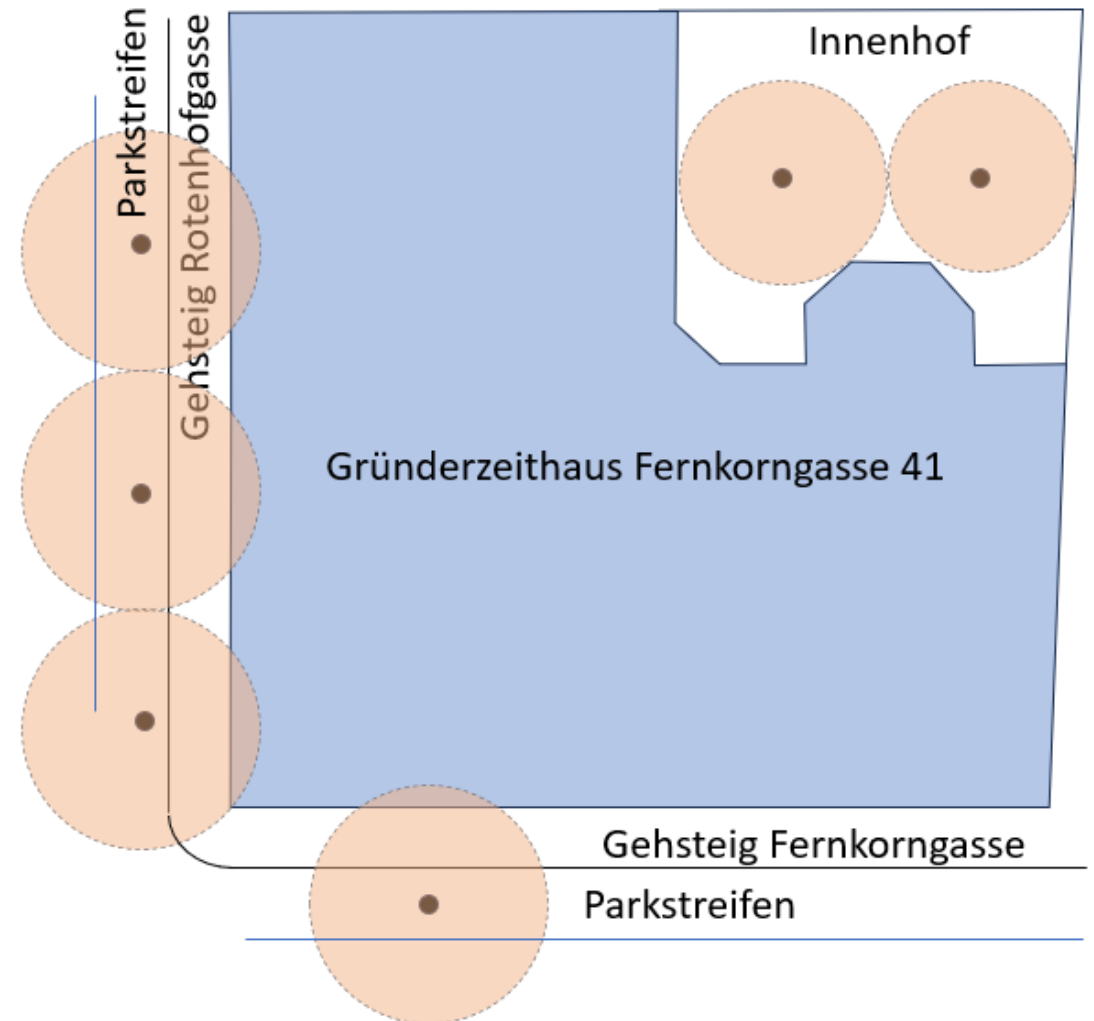 Parkstreifen
Gehsteig Rotenhofgasse
Innenhof
Gründerzeithaus Fernkorngasse 41
Gehsteig Fernkorngasse
Parkstreifen